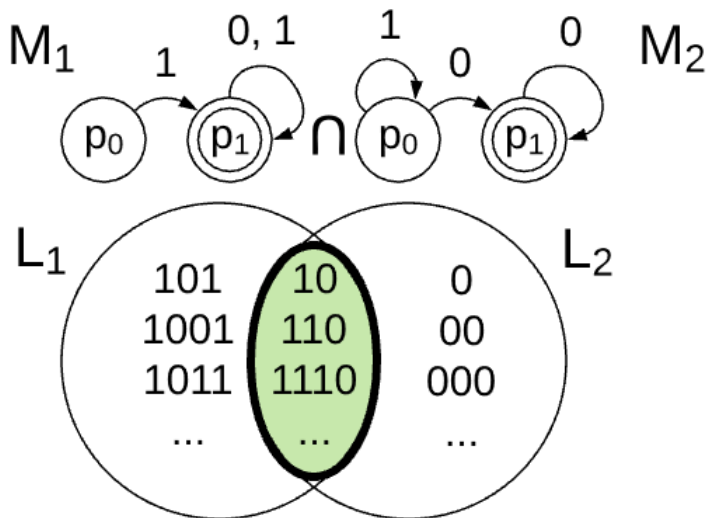 M₁ 1 0, 1 1 0 0 M₂
p₀ p₁ ∩ p₀ p₁
L₁ L₂
101 10 0
1001 110 00
1011 1110 000
... ... ...